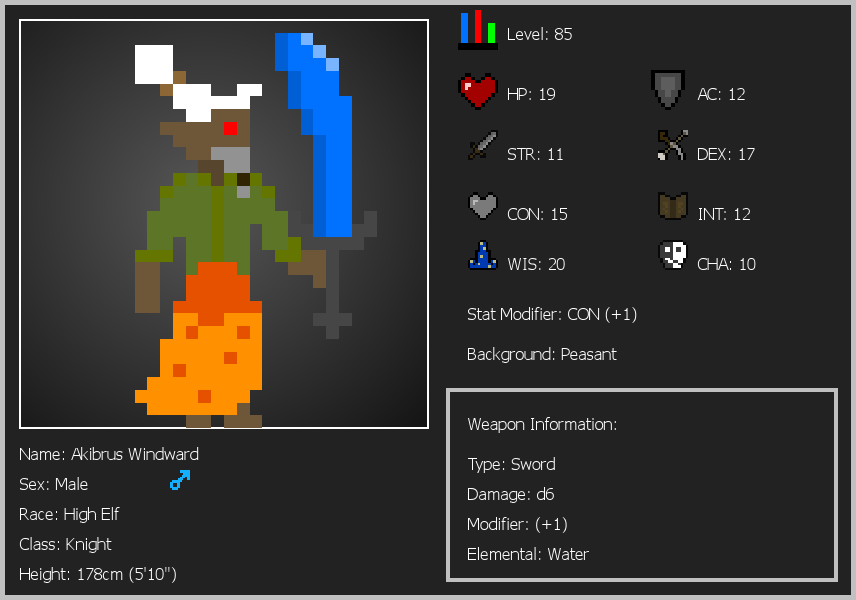 Level: 85
HP: 19
AC: 12
STR: 11
DEX: 17
CON: 15
INT: 12
WIS: 20
CHA: 10
Stat Modifier: CON (+1)
Background: Peasant
Weapon Information:
Type: Sword
Damage: d6
Modifier: (+1)
Elemental: Water
Name: Akibrus Windward
Sex: Male
Race: High Elf
Class: Knight
Height: 178cm (5'10")